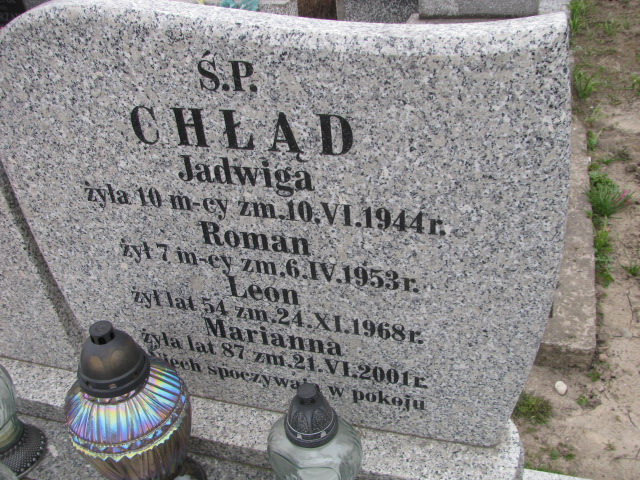 Ś.P.
CHŁĄD
Jadwiga
żyła 10 m-cy zm.10.VI.1944r.
Roman
żył 7 m-cy zm.6.IV.1953r.
Leon
żył lat 54 zm.24.XI.1968r.
Marianna
żyła lat 87 zm.21.VI.2001r.
spoczywają w pokoju